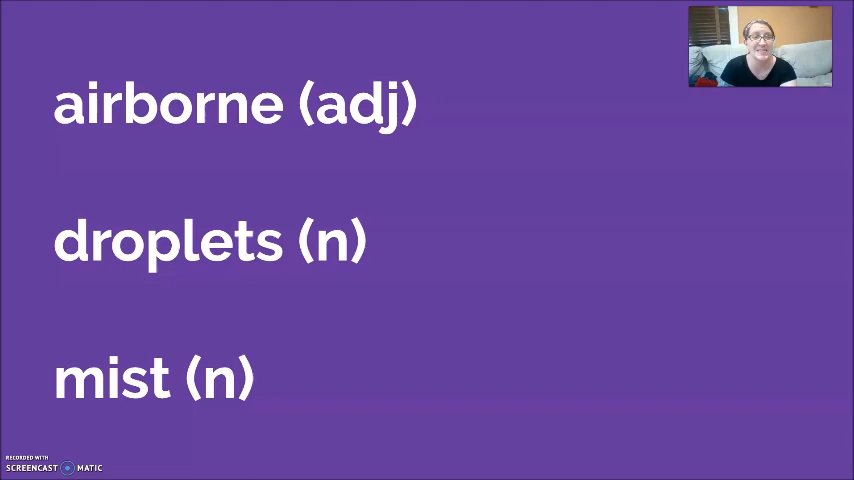 airborne (adj)
droplets (n)
mist (n)
RECORDED WITH
SCREENCAST MATIC